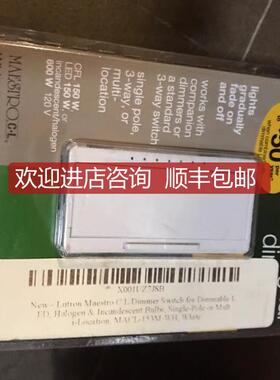 lights
gradually
fade on
and off
works with
companion
dimmers or
a standard
3-way switch
single pole,
3-way, or
multi-
location
CFL 150 W
LED 150 W or
incandescent/halogen
600 W 120 V
MAESTRO C·L
30
欢迎进店咨询 顺丰包邮
New - Lutron Maestro C.L Dimmer Switch for Dimmable L
ED, Halogen & Incandescent Bulbs, Single-Pole or Mult
i-Location, MACL-153M-WH, White